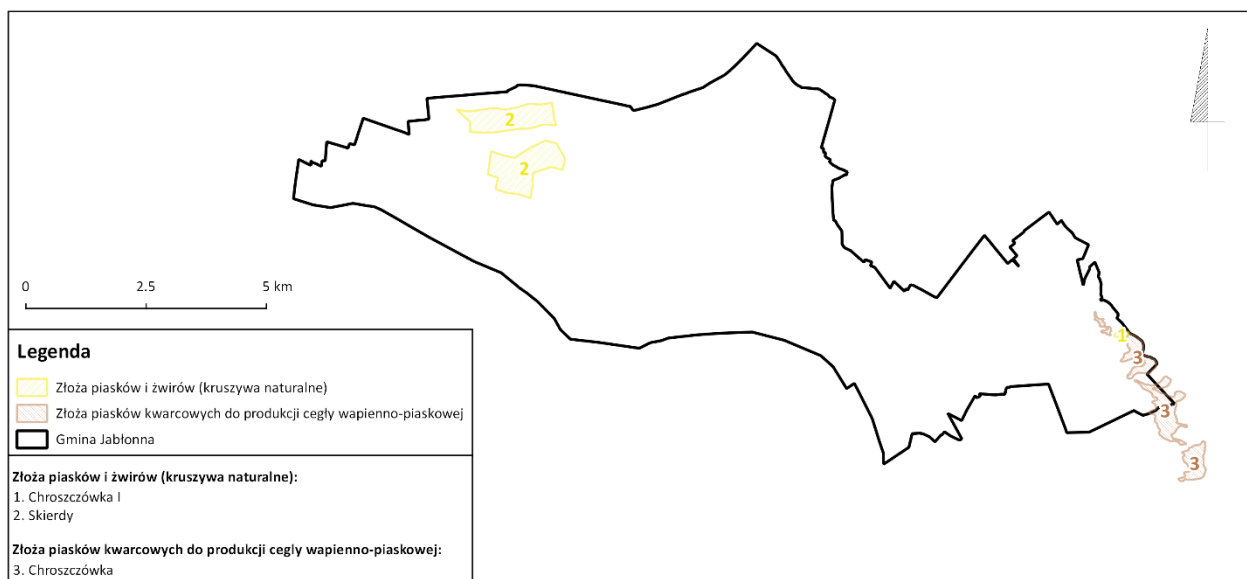 2
2
1
3
3
3
0 2.5 5 km
Legenda
Złoża piasków i żwirów (kruszywa naturalne)
Złoża piasków kwarcowych do produkcji cegły wapienno-piaskowej
Gmina Jabłonna
Złoża piasków i żwirów (kruszywa naturalne):
1. Chroszczówka I
2. Skierdy
Złoża piasków kwarcowych do produkcji cegly wapienno-piaskowej:
3. Chroszczówka